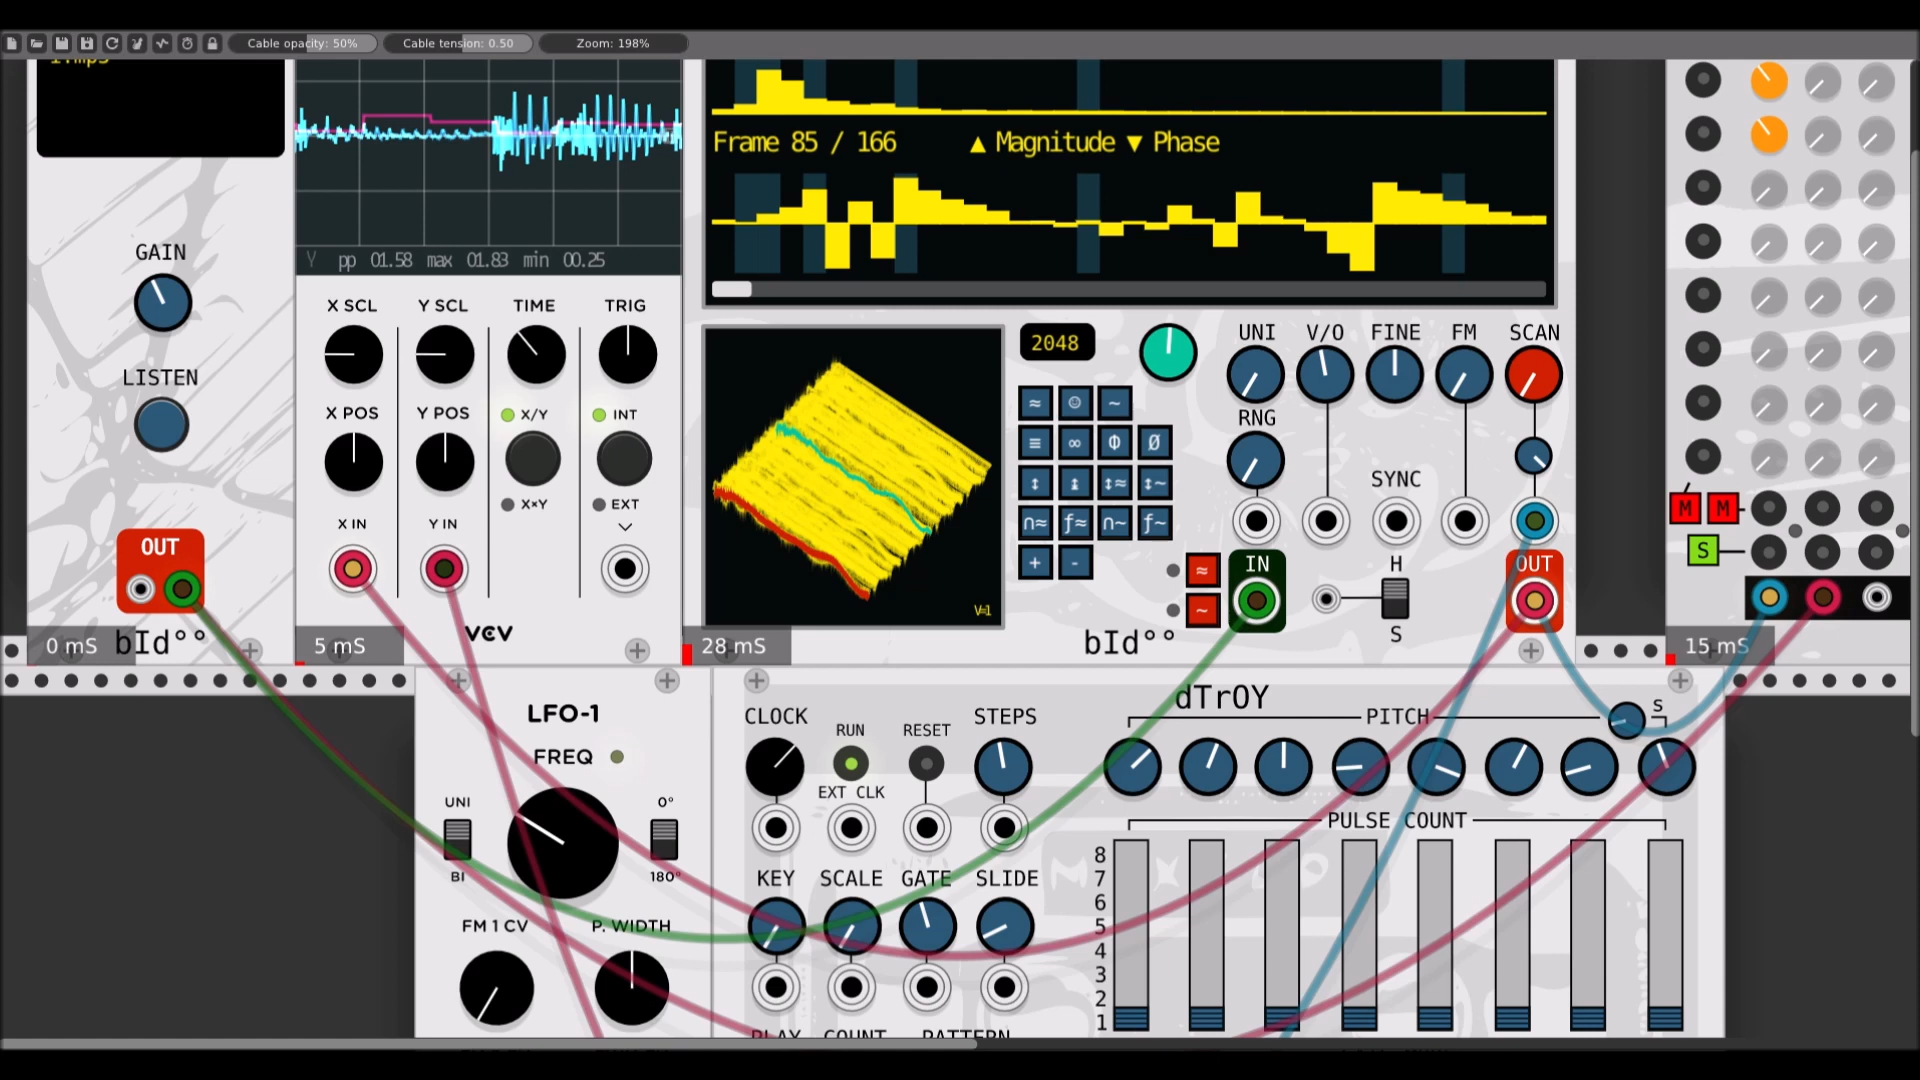 Cable opacity: 50%
Cable tension: 0.50
Zoom: 198%
Frame 85 / 166 ▲ Magnitude ▼ Phase
GAIN
LISTEN
OUT
0 mS
bId°°
Y pp 01.58 max 01.83 min 00.25
X SCL Y SCL TIME TRIG
X/Y INT
X POS Y POS
X×Y EXT
X IN Y IN
5 mS
VCV
V=1
28 mS
2048
UNI V/O FINE FM SCAN
RNG
SYNC
≈ ☺ ~
≡ ∞ Φ Ø
↕ ↨ ↕≈ ↕~
∩≈ ƒ≈ ∩~ ƒ~
+ -
≈
~
IN
H
S
OUT
bId°°
M M
S
15 mS
LFO-1
FREQ
UNI 0°
BI 180°
FM 1 CV P. WIDTH
dTrOY
CLOCK RUN RESET STEPS
EXT CLK
PITCH
S
PULSE COUNT
8
7
6
5
4
3
2
1
KEY SCALE GATE SLIDE
PLAY COUNT PATTERN